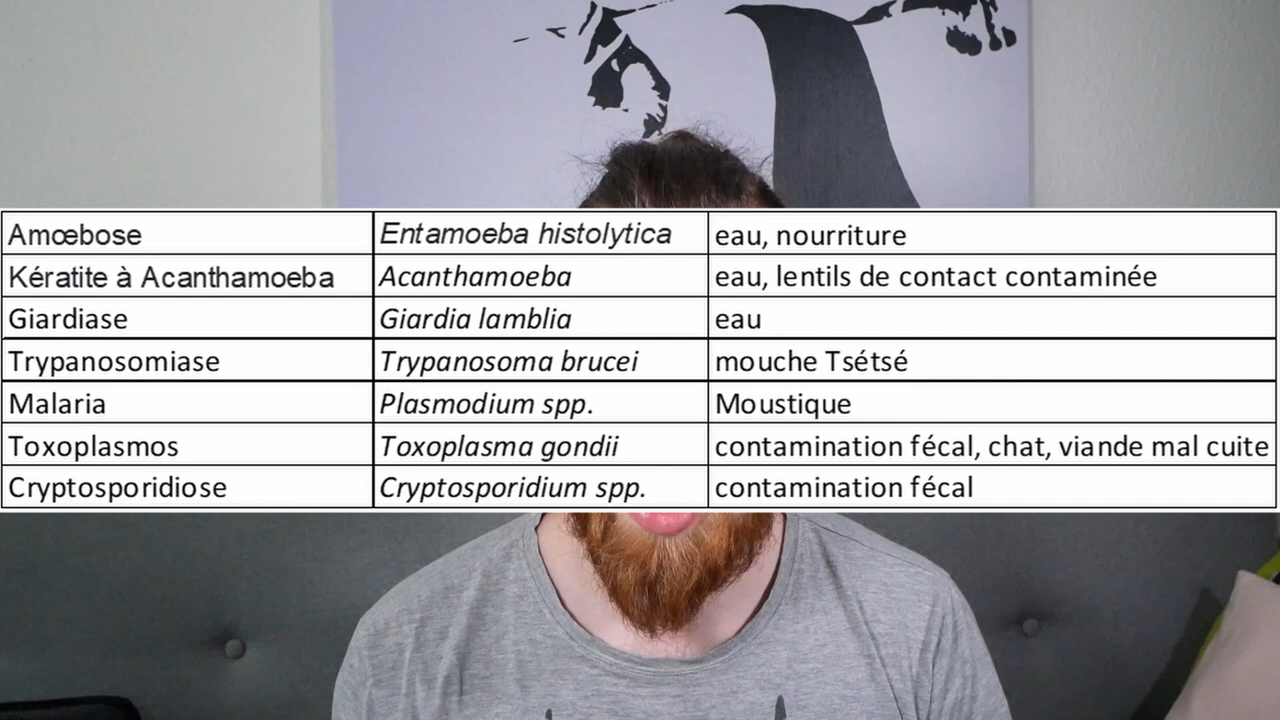 Amœbose Entamoeba histolytica eau, nourriture
Kératite à Acanthamoeba Acanthamoeba eau, lentils de contact contaminée
Giardiase Giardia lamblia eau
Trypanosomiase Trypanosoma brucei mouche Tsétsé
Malaria Plasmodium spp. Moustique
Toxoplasmos Toxoplasma gondii contamination fécal, chat, viande mal cuite
Cryptosporidiose Cryptosporidium spp. contamination fécal